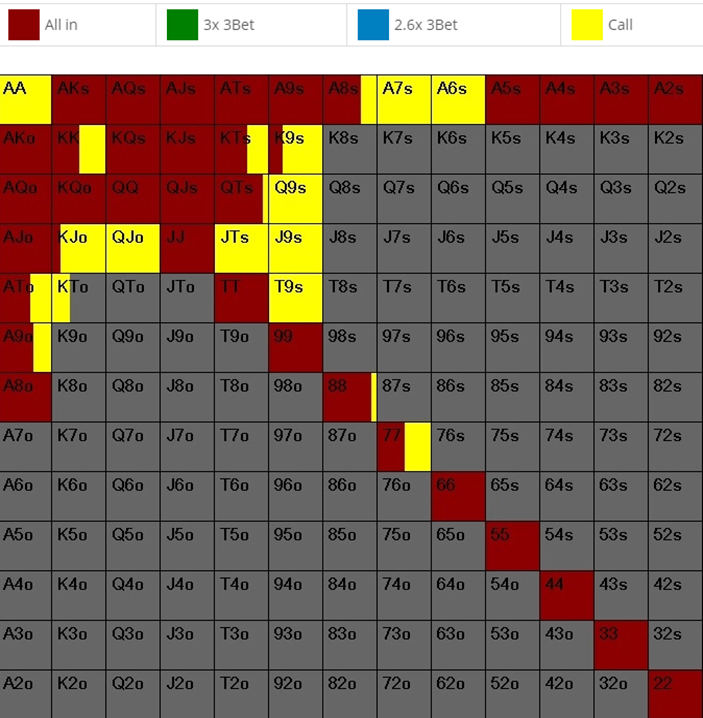 All in 3x 3Bet 2.6x 3Bet Call
AA AKs AQs AJs ATs A9s A8s A7s A6s A5s A4s A3s A2s
AKo KK KQs KJs KTs K9s K8s K7s K6s K5s K4s K3s K2s
AQo KQo QQ QJs QTs Q9s Q8s Q7s Q6s Q5s Q4s Q3s Q2s
AJo KJo QJo JJ JTs J9s J8s J7s J6s J5s J4s J3s J2s
ATo KTo QTo JTo TT T9s T8s T7s T6s T5s T4s T3s T2s
A9o K9o Q9o J9o T9o 99 98s 97s 96s 95s 94s 93s 92s
A8o K8o Q8o J8o T8o 98o 88 87s 86s 85s 84s 83s 82s
A7o K7o Q7o J7o T7o 97o 87o 77 76s 75s 74s 73s 72s
A6o K6o Q6o J6o T6o 96o 86o 76o 66 65s 64s 63s 62s
A5o K5o Q5o J5o T5o 95o 85o 75o 65o 55 54s 53s 52s
A4o K4o Q4o J4o T4o 94o 84o 74o 64o 54o 44 43s 42s
A3o K3o Q3o J3o T3o 93o 83o 73o 63o 53o 43o 33 32s
A2o K2o Q2o J2o T2o 92o 82o 72o 62o 52o 42o 32o 22